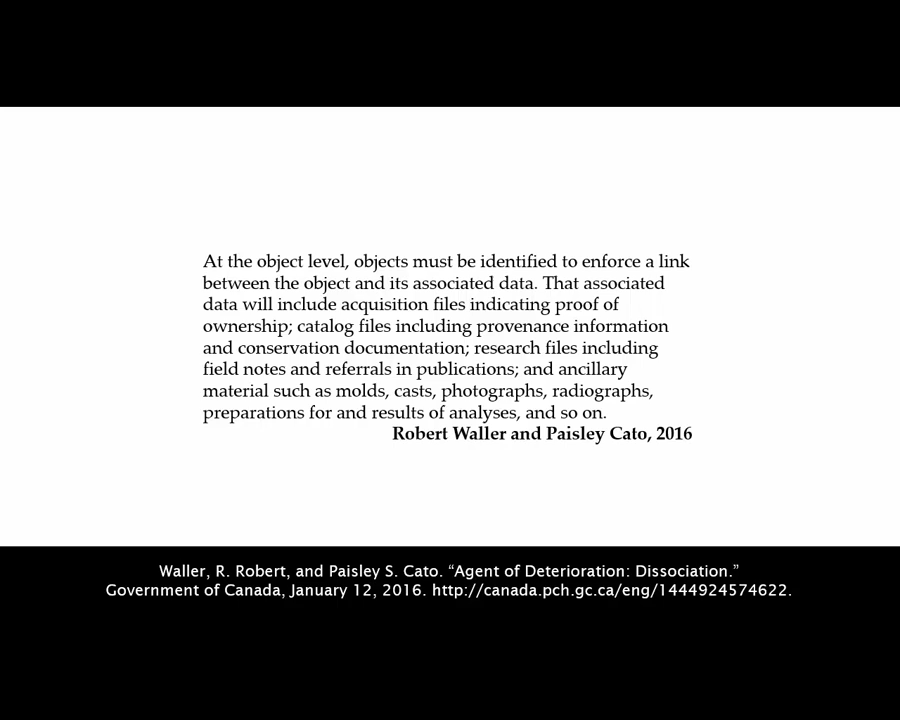 At the object level, objects must be identified to enforce a link
between the object and its associated data. That associated
data will include acquisition files indicating proof of
ownership; catalog files including provenance information
and conservation documentation; research files including
field notes and referrals in publications; and ancillary
material such as molds, casts, photographs, radiographs,
preparations for and results of analyses, and so on.
Robert Waller and Paisley Cato, 2016
Waller, R. Robert, and Paisley S. Cato. “Agent of Deterioration: Dissociation.”
Government of Canada, January 12, 2016. http://canada.pch.gc.ca/eng/1444924574622.